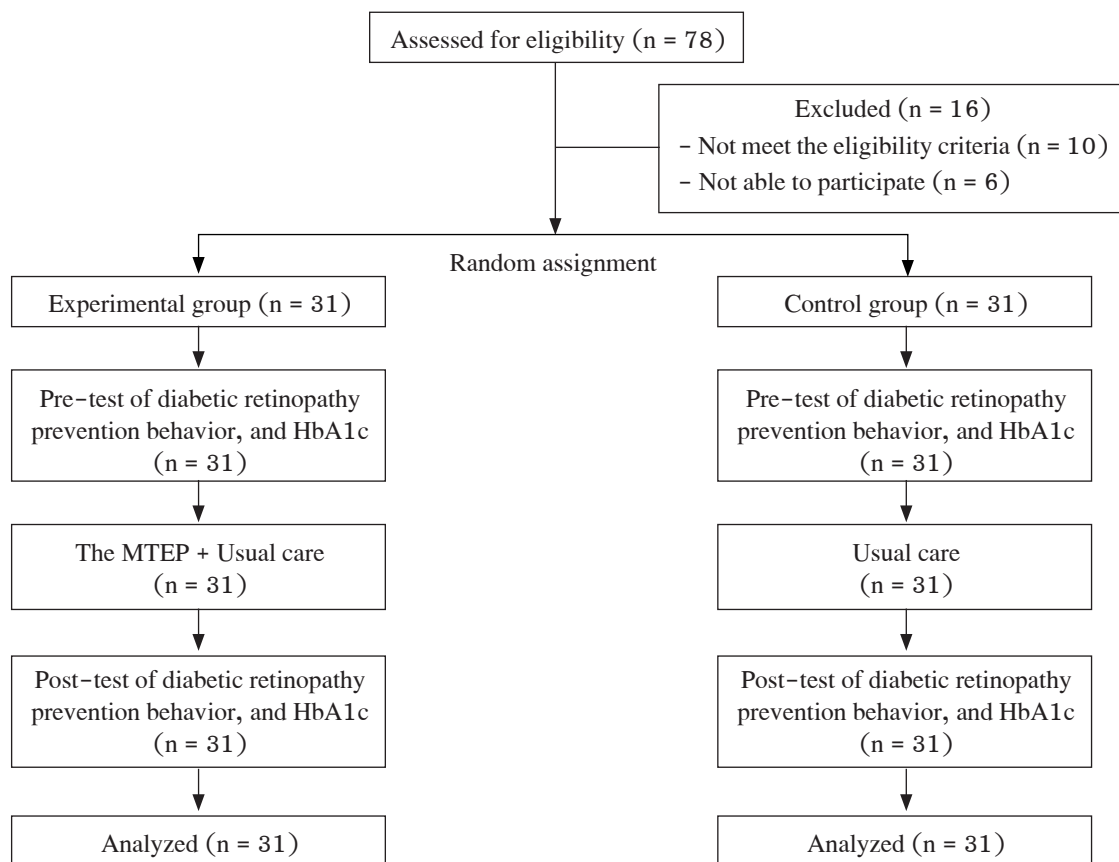 Assessed for eligibility (n = 78)
Excluded (n = 16)
- Not meet the eligibility criteria (n = 10)
- Not able to participate (n = 6)
Random assignment
Experimental group (n = 31)
Control group (n = 31)
Pre-test of diabetic retinopathy
prevention behavior, and HbA1c
(n = 31)
Pre-test of diabetic retinopathy
prevention behavior, and HbA1c
(n = 31)
The MTEP + Usual care
(n = 31)
Usual care
(n = 31)
Post-test of diabetic retinopathy
prevention behavior, and HbA1c
(n = 31)
Post-test of diabetic retinopathy
prevention behavior, and HbA1c
(n = 31)
Analyzed (n = 31)
Analyzed (n = 31)